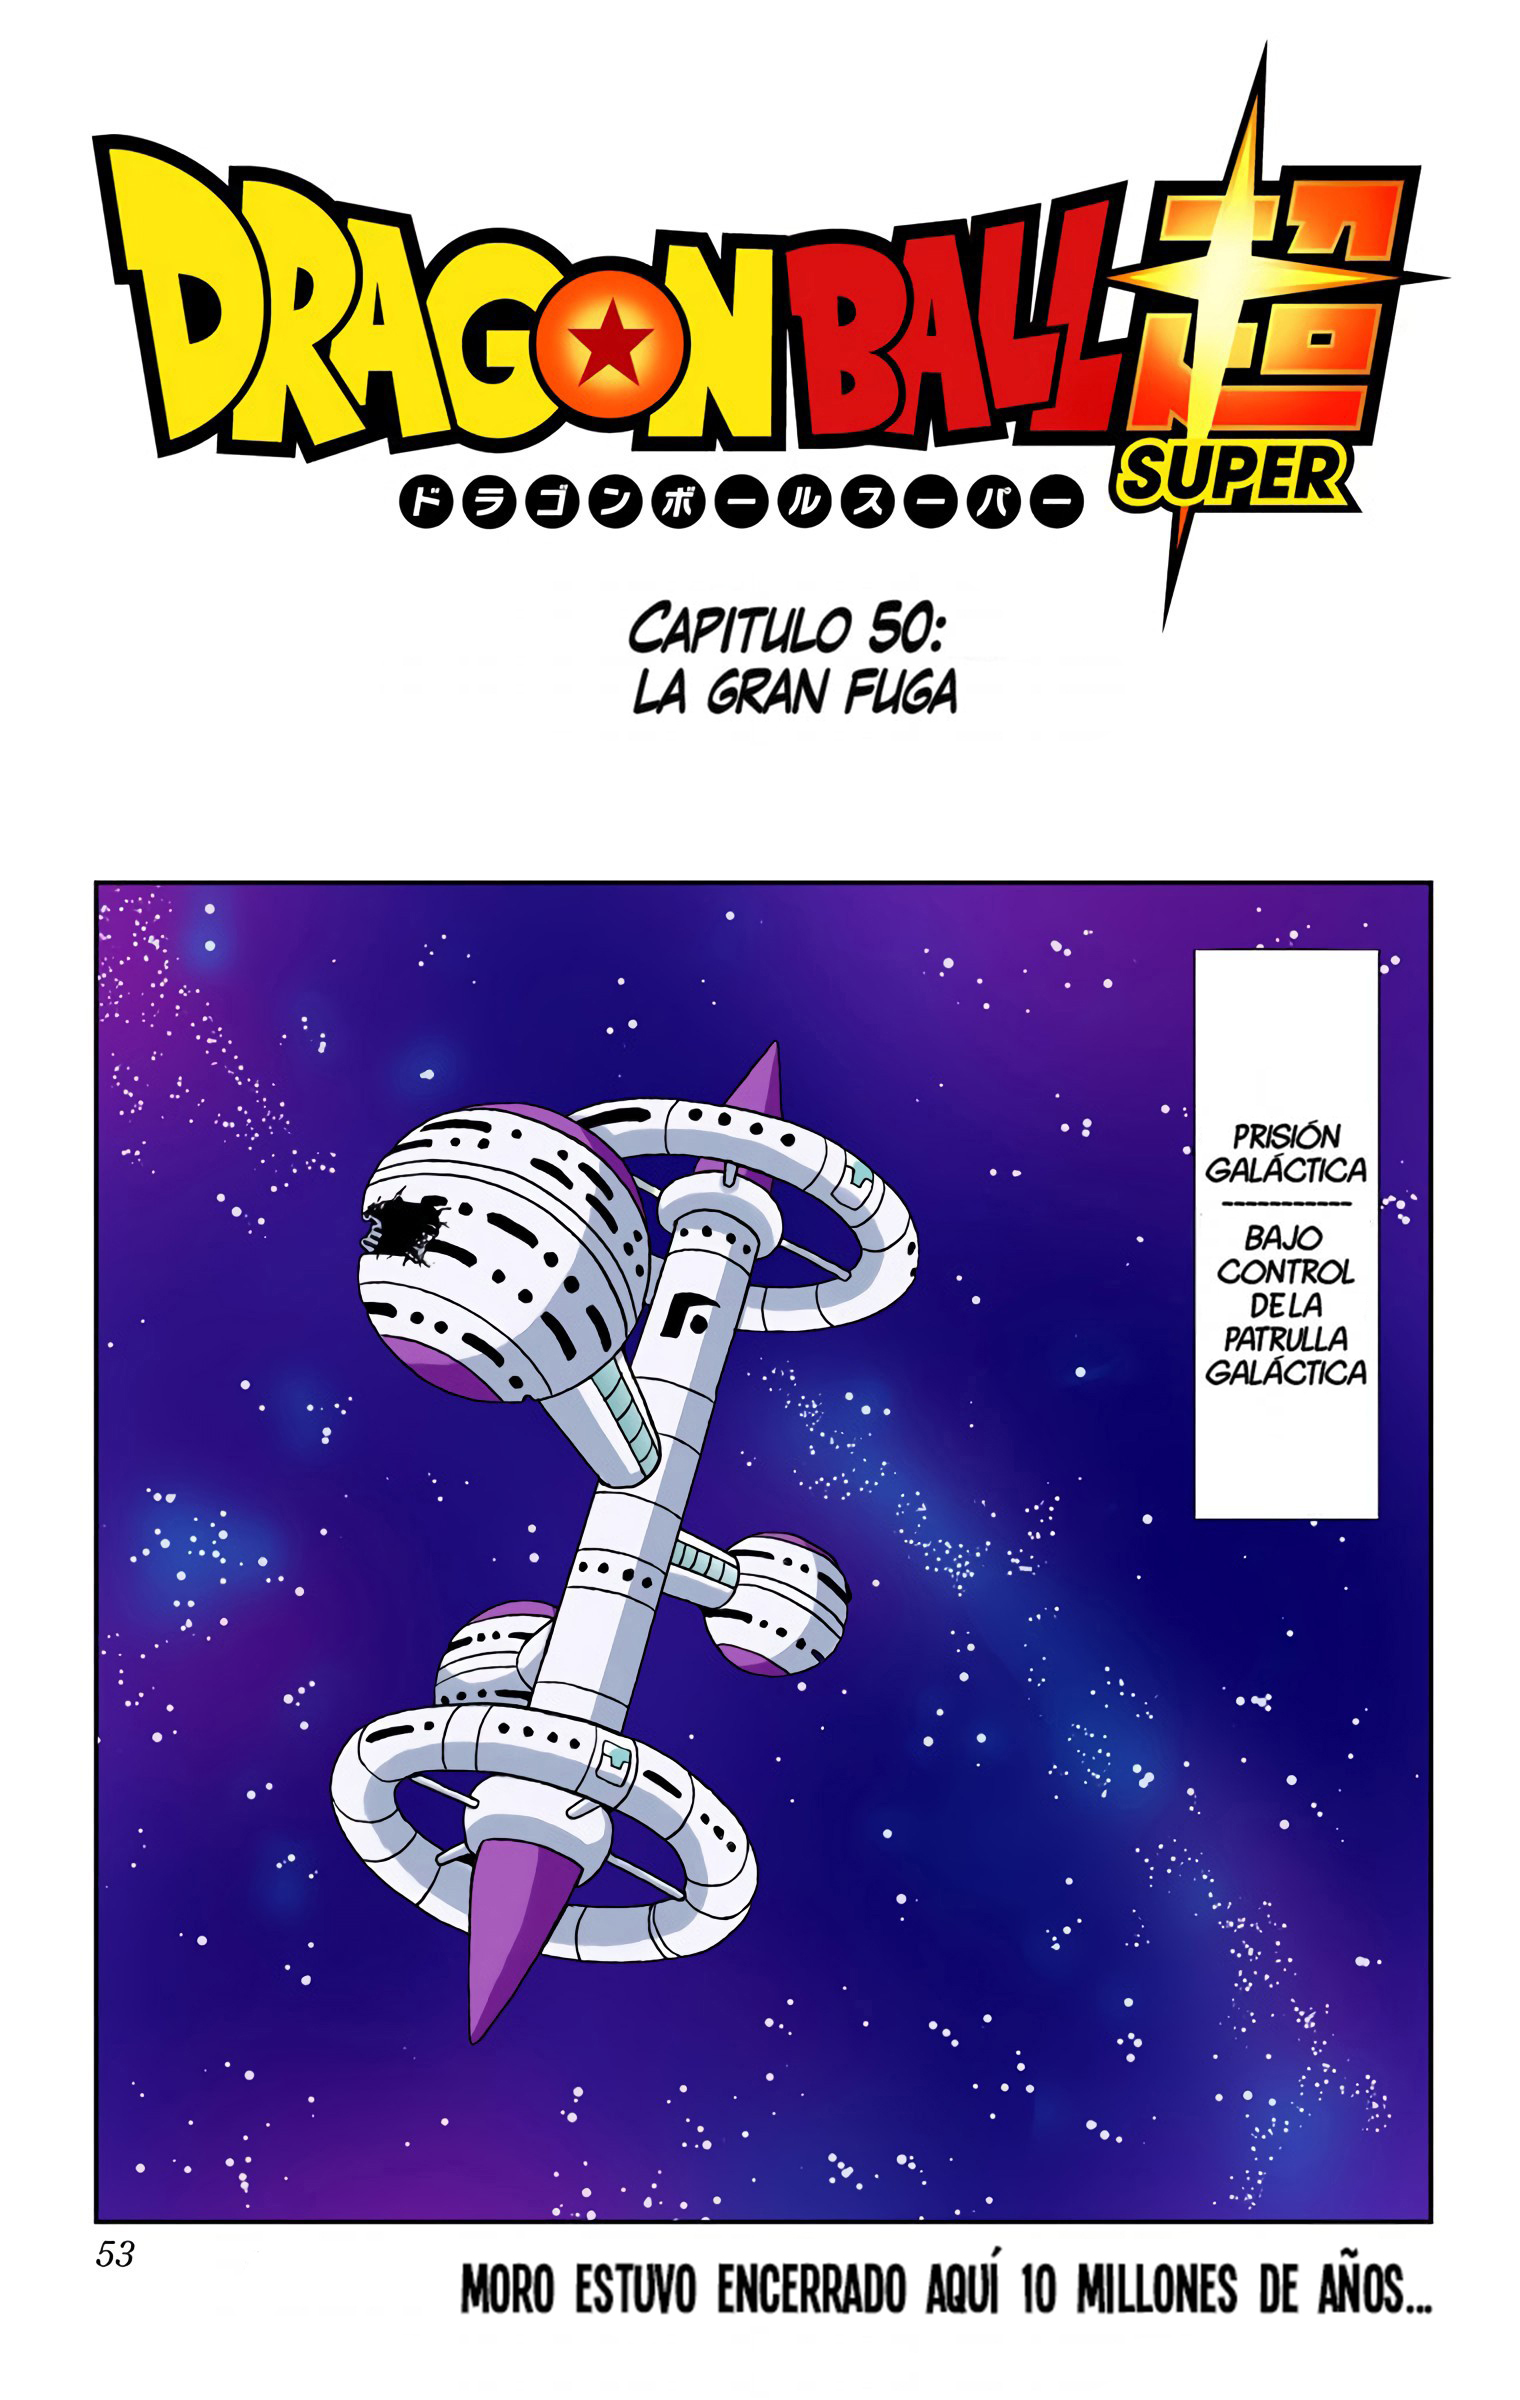 DRAGON BALL 超
SUPER
ドラゴンボールスーパー
CAPITULO 50:
LA GRAN FUGA
PRISIÓN
GALÁCTICA
-----------
BAJO
CONTROL
DE LA
PATRULLA
GALÁCTICA
53
MORO ESTUVO ENCERRADO AQUÍ 10 MILLONES DE AÑOS...